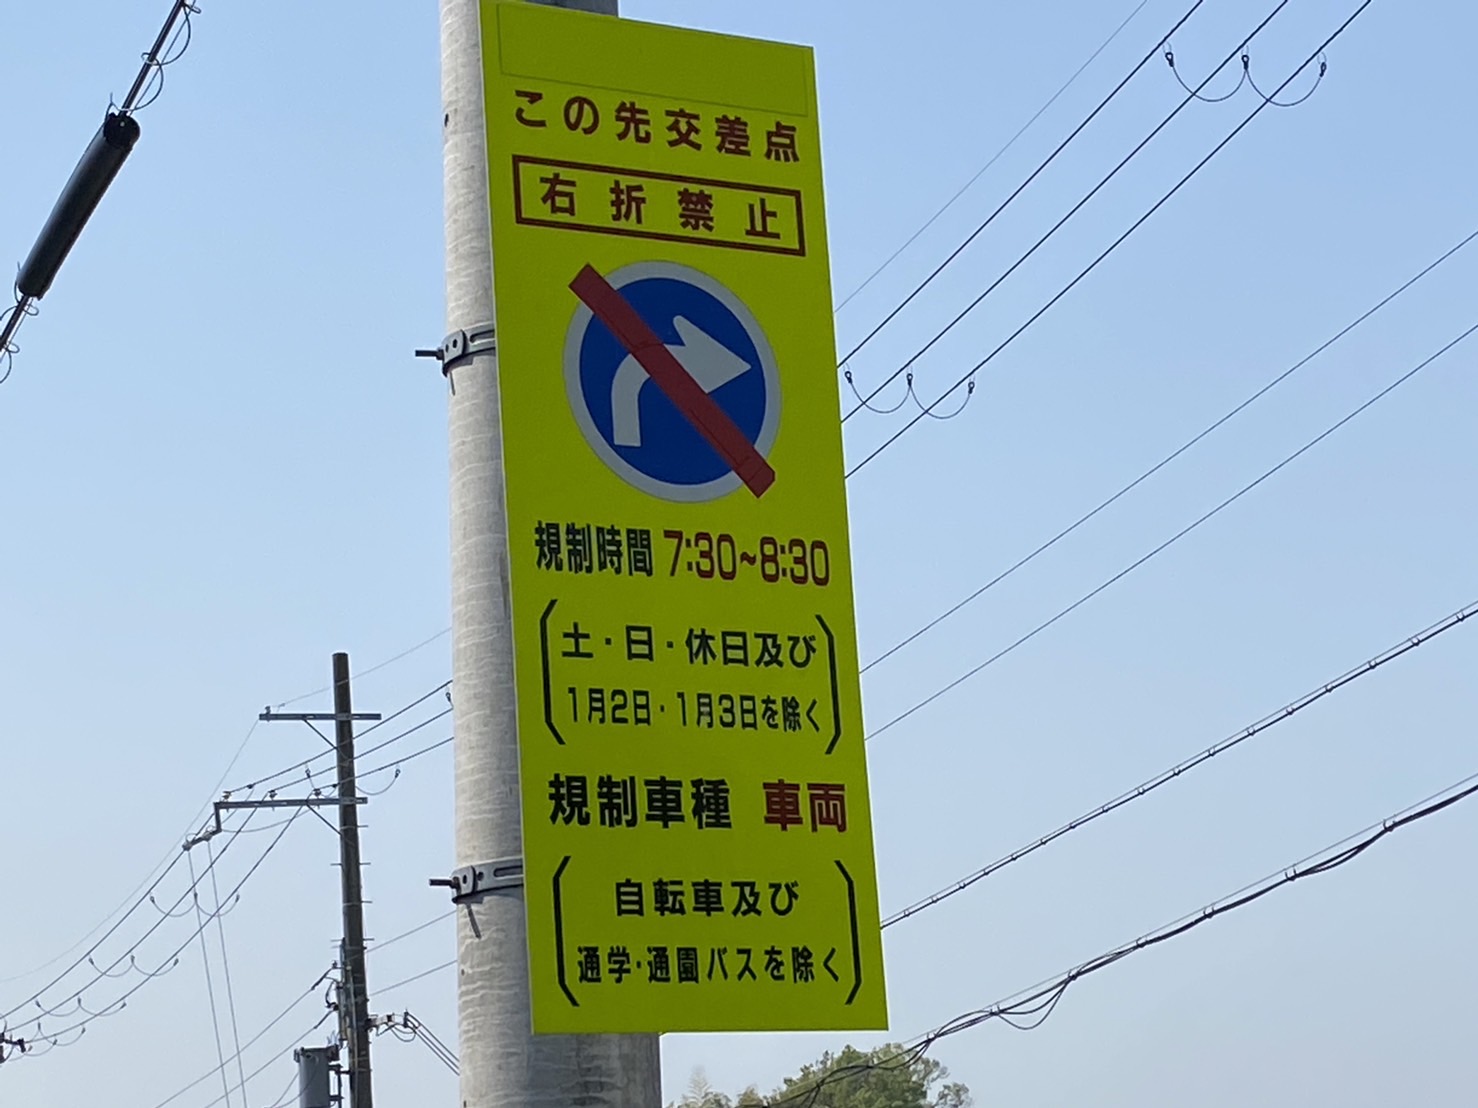 この先交差点
右折禁止
規制時間 7:30~8:30
土・日・休日及び
1月2日・1月3日を除く
規制車種 車両
自転車及び
通学・通園バスを除く